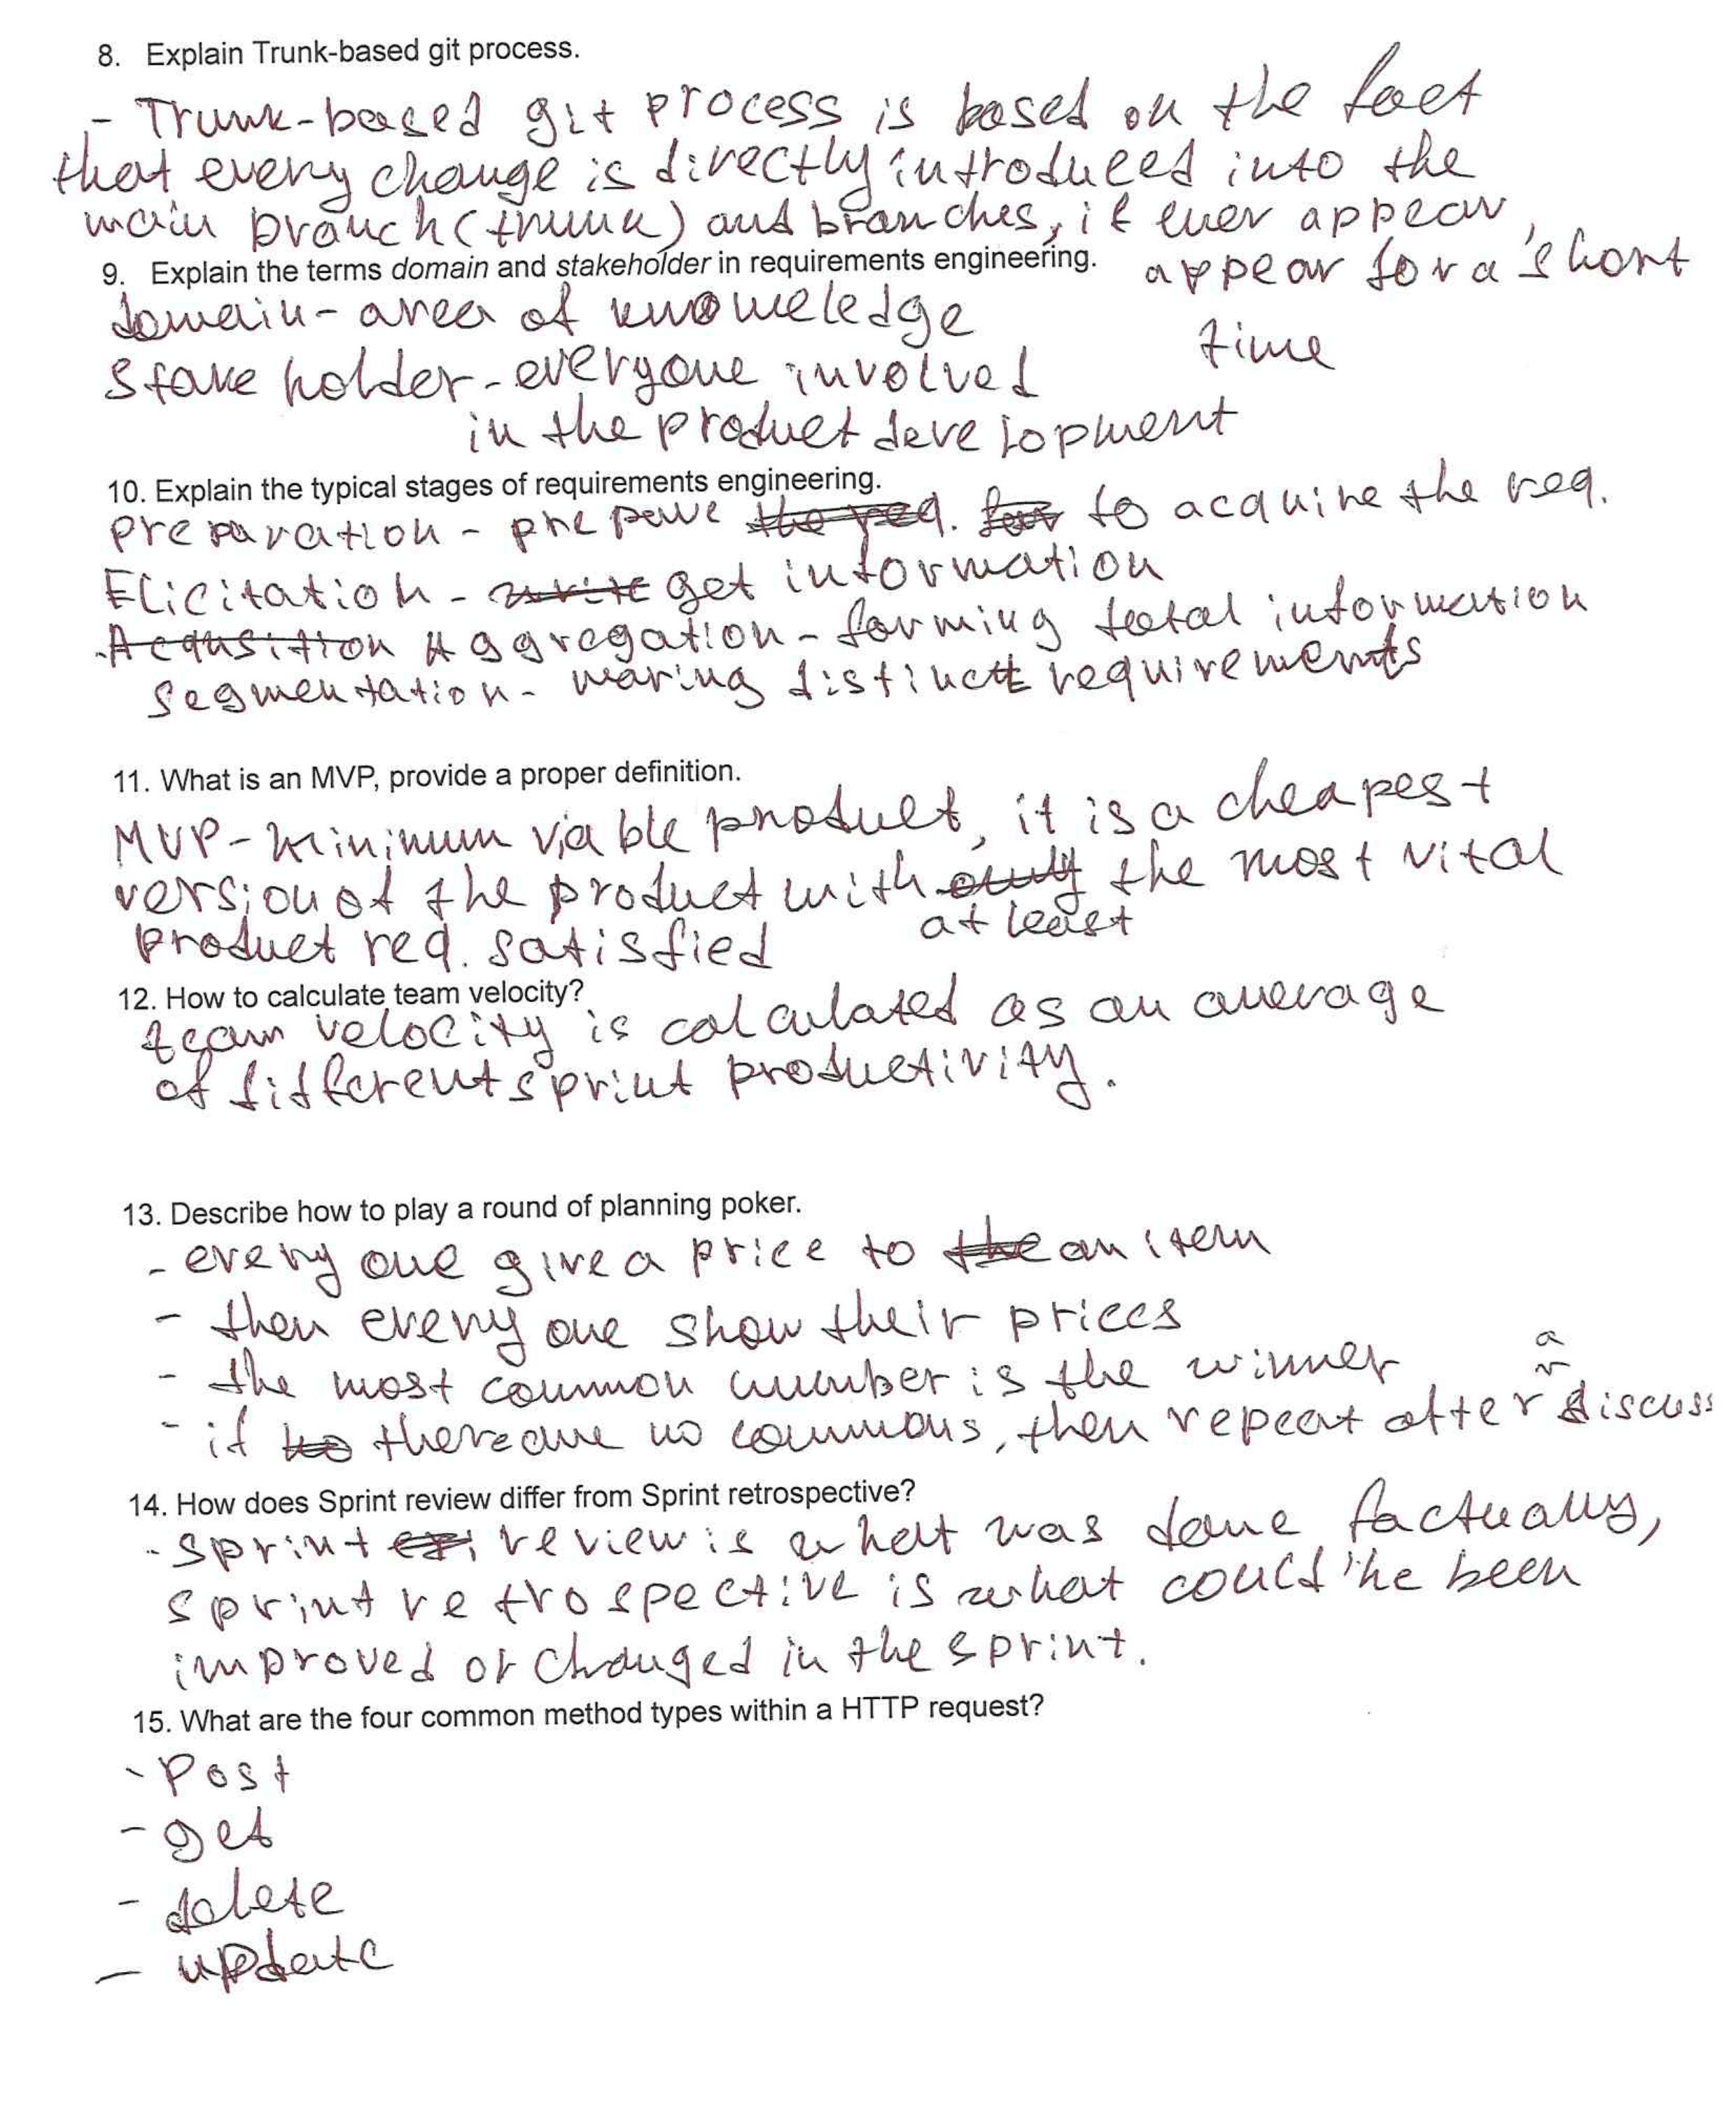 8. Explain Trunk-based git process.
- Trunk-based git process is based on the fact
that every change is directly introduced into the
main branch (trunk) and branches, if ever appear,
appear for a short
time
9. Explain the terms domain and stakeholder in requirements engineering.
domain - area of knoweledge
Stakeholder - everyone involved
in the product development
10. Explain the typical stages of requirements engineering.
preparation - prepare the req. for to acquire the req.
Elicitation - write get information
Acqusition Aggregation - forming total information
Segmentation - making distinct requirements
11. What is an MVP, provide a proper definition.
MVP - minimum viable product, it is a cheapest
version of the product with only the most vital
at least
product req. satisfied
12. How to calculate team velocity?
team velocity is calculated as an average
of different sprint productivity.
13. Describe how to play a round of planning poker.
- every one give a price to the an item
- then every one show their prices
- the most common number is the winner
- if no there are no commons, then repeat after a discuss
14. How does Sprint review differ from Sprint retrospective?
- Sprint review is what was done factually,
sprint retrospective is what could've been
improved or changed in the sprint.
15. What are the four common method types within a HTTP request?
- Post
- get
- delete
- update